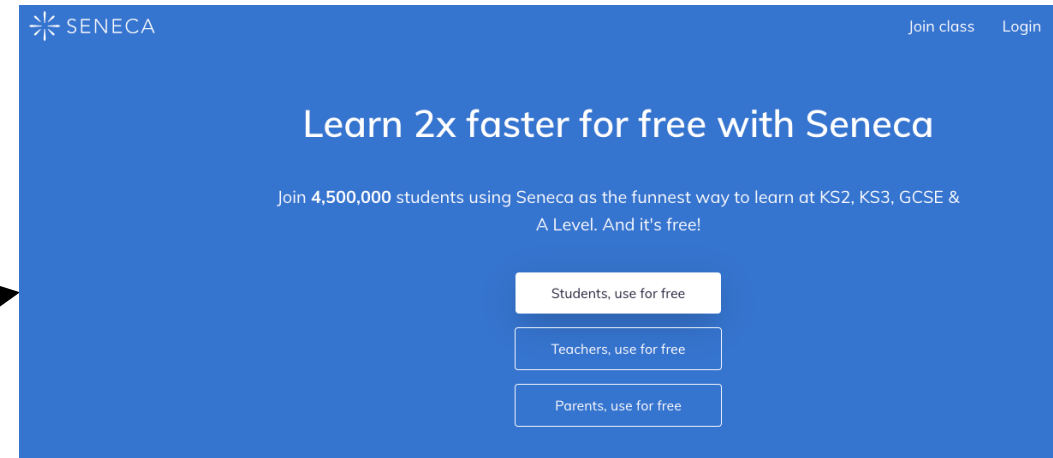 SENECA
Join class Login
Learn 2x faster for free with Seneca
Join 4,500,000 students using Seneca as the funnest way to learn at KS2, KS3, GCSE &
A Level. And it's free!
Students, use for free
Teachers, use for free
Parents, use for free